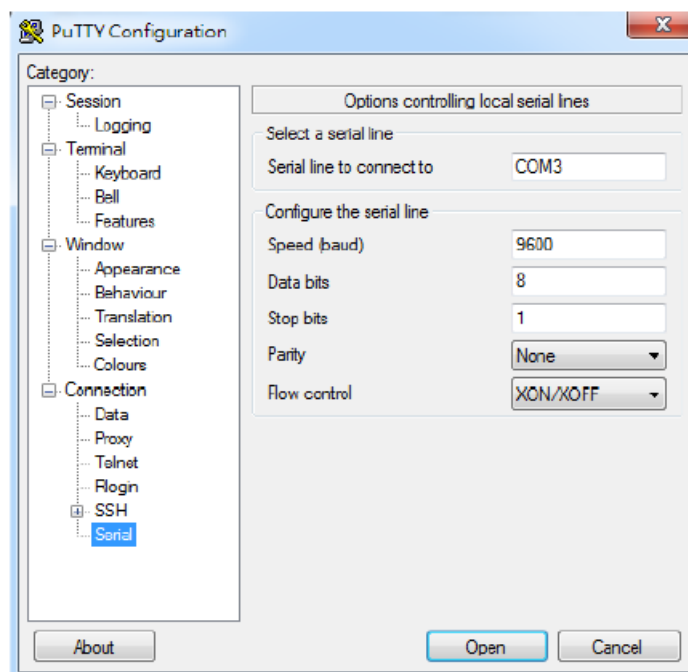 PuTTY Configuration
Category:
Session
Logging
Terminal
Keyboard
Bell
Features
Window
Appearance
Behaviour
Translation
Selection
Colours
Connection
Data
Proxy
Telnet
Rlogin
SSH
Serial
Options controlling local serial lines
Select a serial line
Serial line to connect to COM3
Configure the serial line
Speed (baud) 9600
Data bits 8
Stop bits 1
Parity None
Flow control XON/XOFF
About Open Cancel